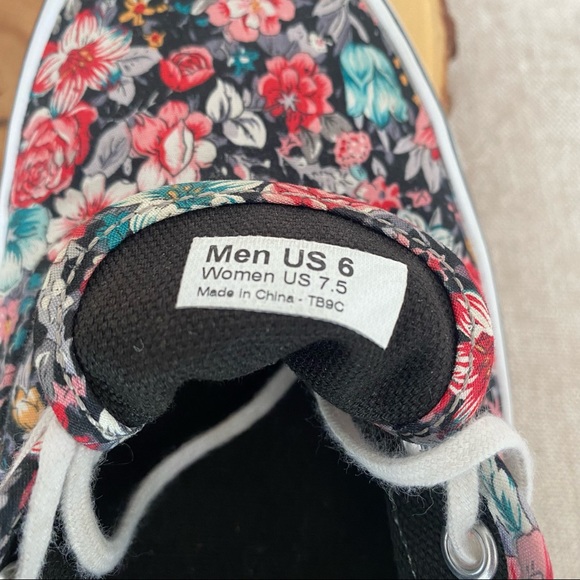 Men US 6
Women US 7.5
Made in China - TB9C